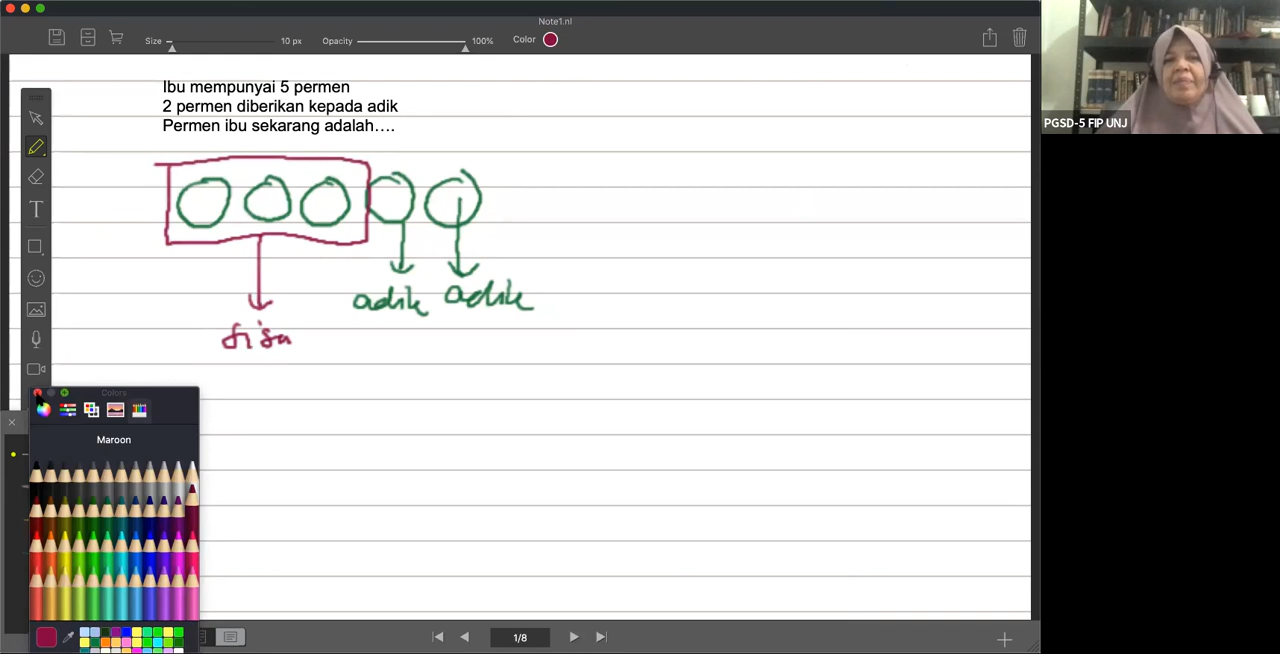 Note1.nl
Size 10 px Opacity 100% Color
Ibu mempunyai 5 permen
2 permen diberikan kepada adik
Permen ibu sekarang adalah....
adik adik
sisa
Colors
Maroon
1/8
PGSD-5 FIP UNJ